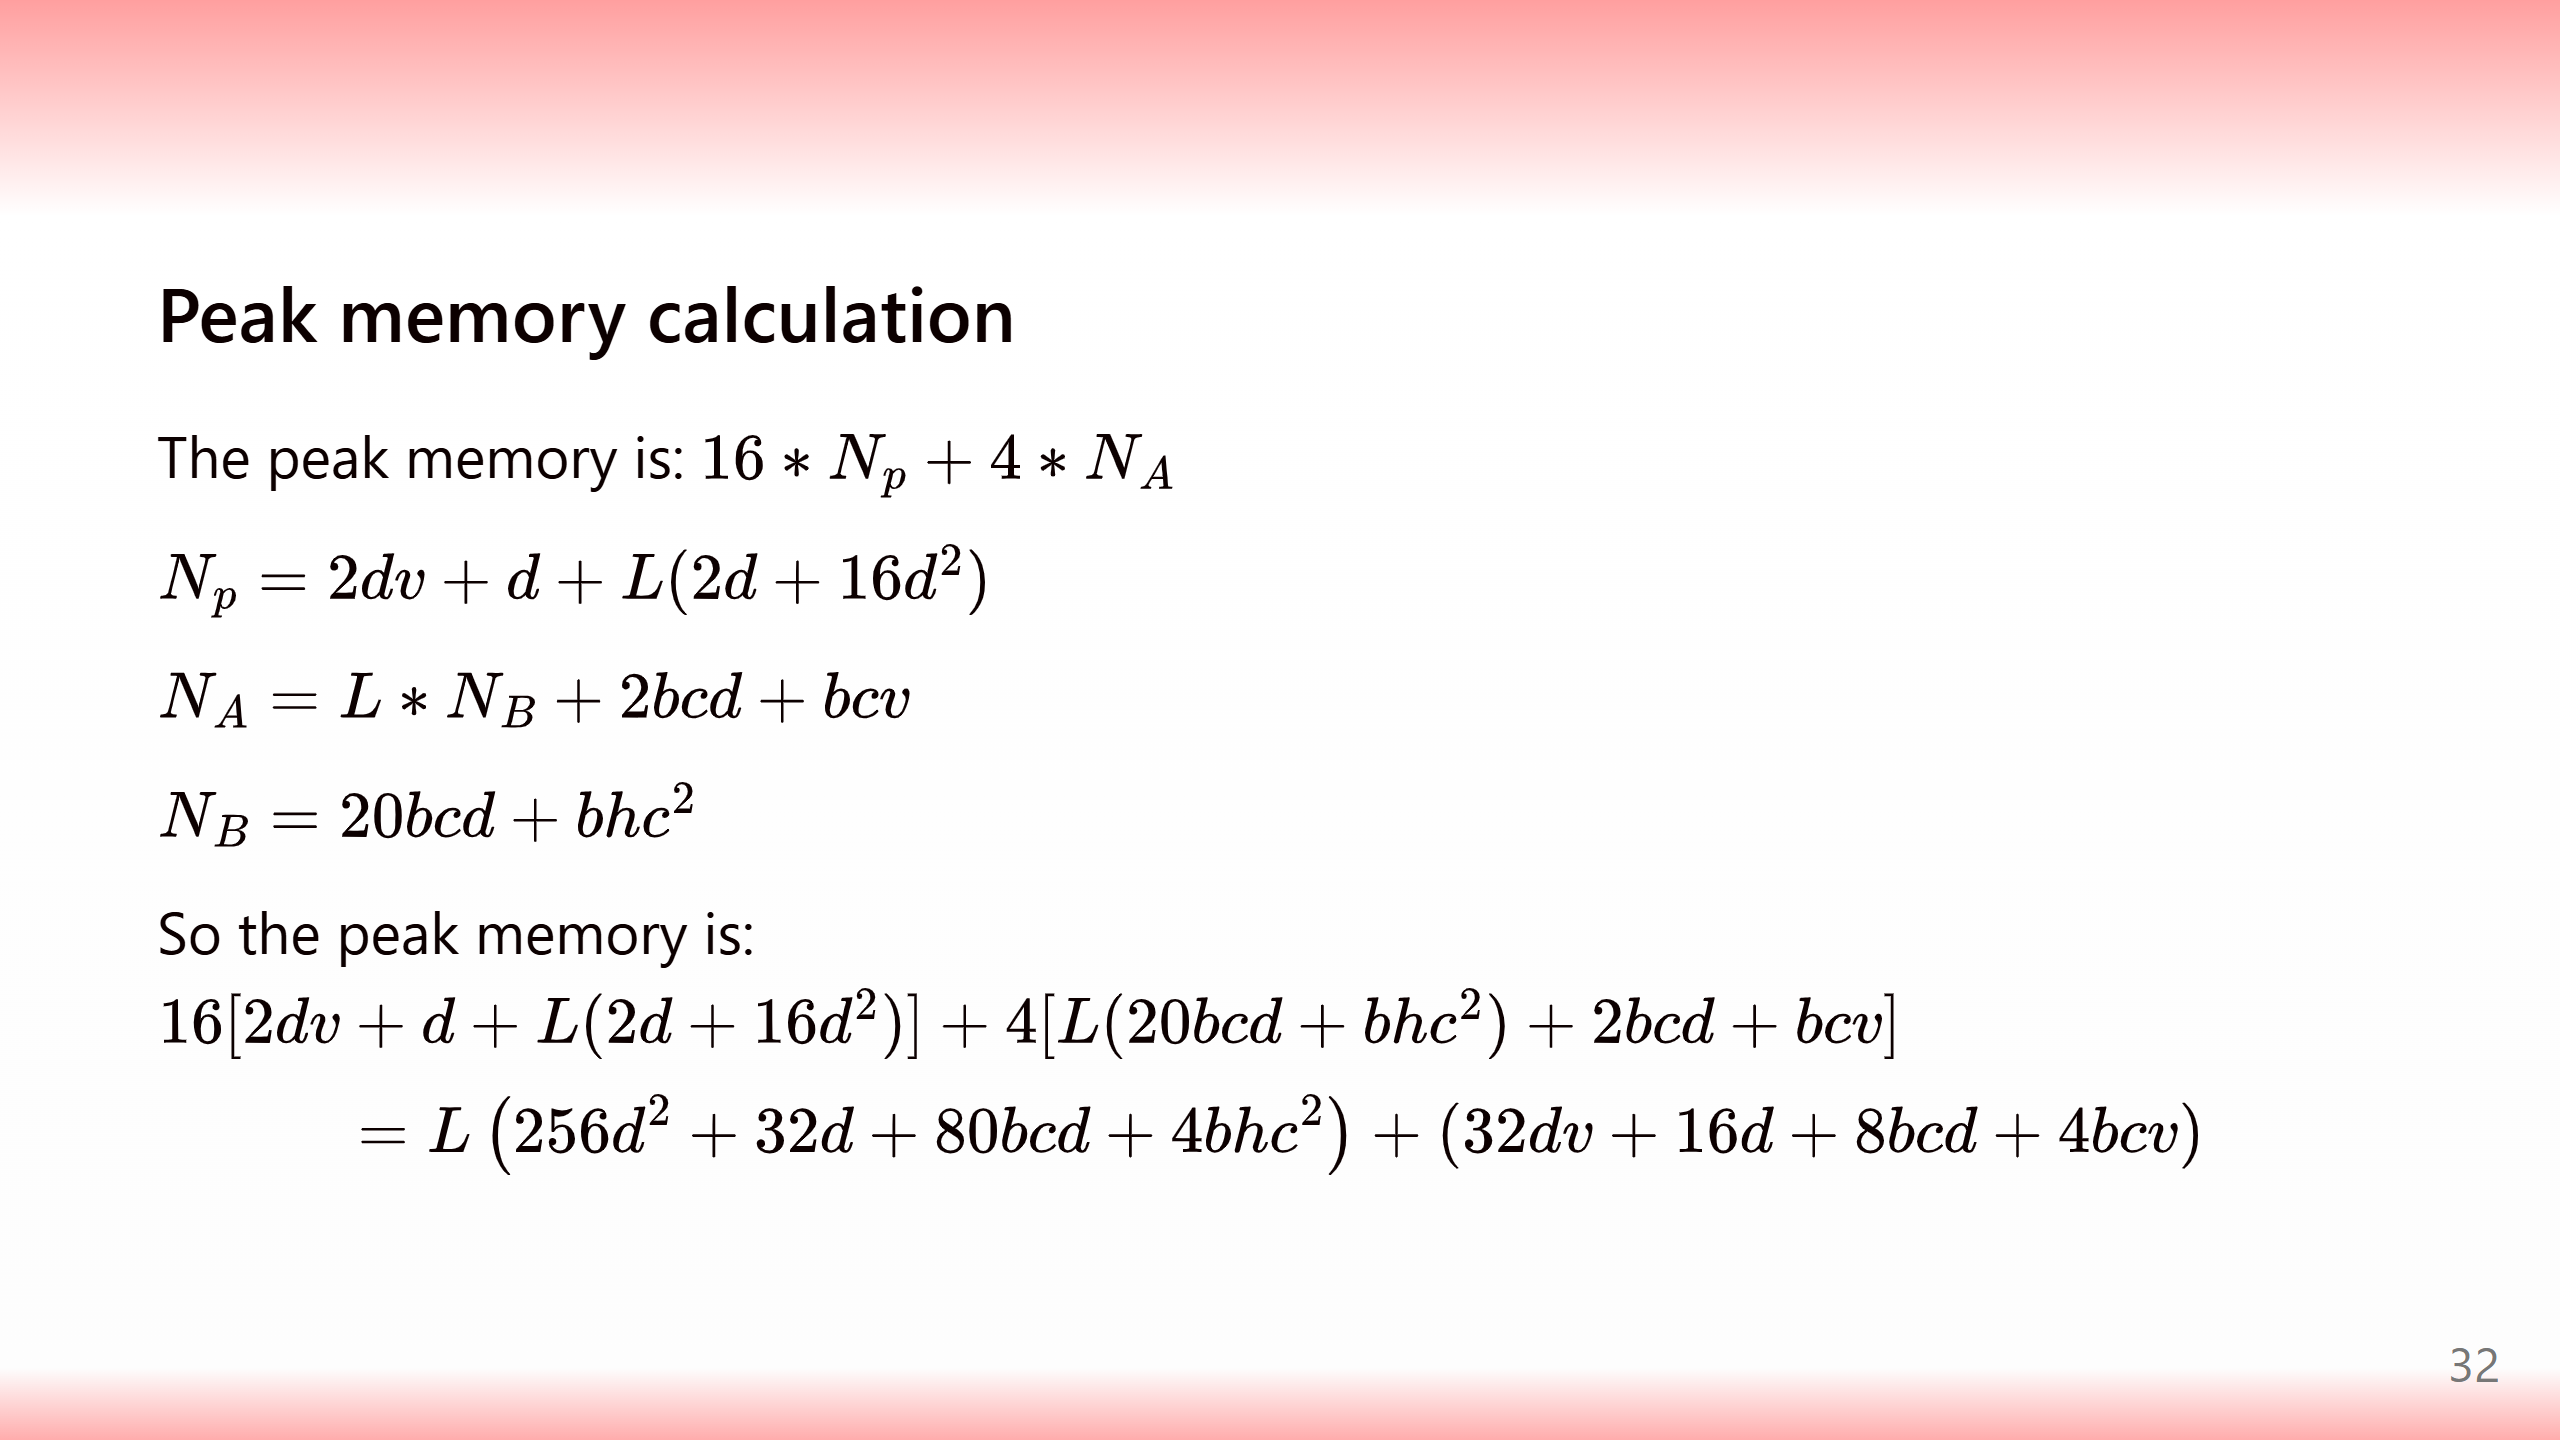 Peak memory calculation
The peak memory is: $16 * N_p + 4 * N_A$
$N_p = 2dv + d + L(2d + 16d^2)$
$N_A = L * N_B + 2bcd + bcv$
$N_B = 20bcd + bhc^2$
So the peak memory is:
$16[2dv + d + L(2d + 16d^2)] + 4[L(20bcd + bhc^2) + 2bcd + bcv]$
$= L \left(256d^2 + 32d + 80bcd + 4bhc^2\right) + (32dv + 16d + 8bcd + 4bcv)$
32